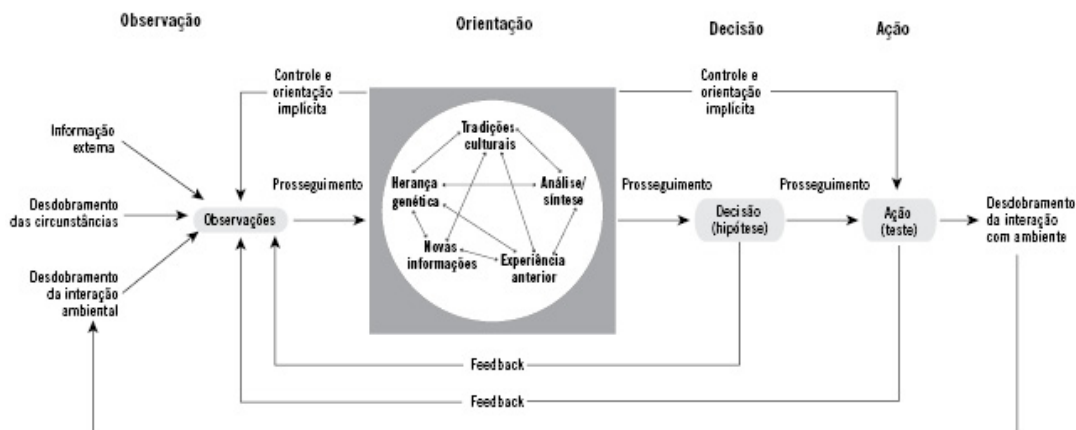 Observação
Orientação
Decisão
Ação
Controle e
orientação
implícita
Controle e
orientação
implícita
Informação
externa
Desdobramento
das circunstâncias
Desdobramento
da interação
ambiental
Observações
Prosseguimento
Tradições
culturais
Herança
genética
Análise/
síntese
Novas
informações
Experiência
anterior
Prosseguimento
Decisão
(hipótese)
Prosseguimento
Ação
(teste)
Desdobramento
da interação
com ambiente
Feedback
Feedback